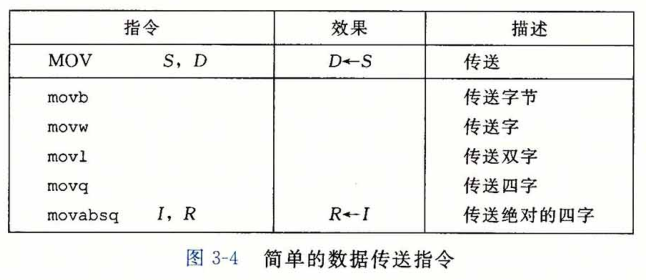 指令 效果 描述
MOV S, D D←S 传送
movb 传送字节
movw 传送字
movl 传送双字
movq 传送四字
movabsq I, R R←I 传送绝对的四字
图 3-4 简单的数据传送指令